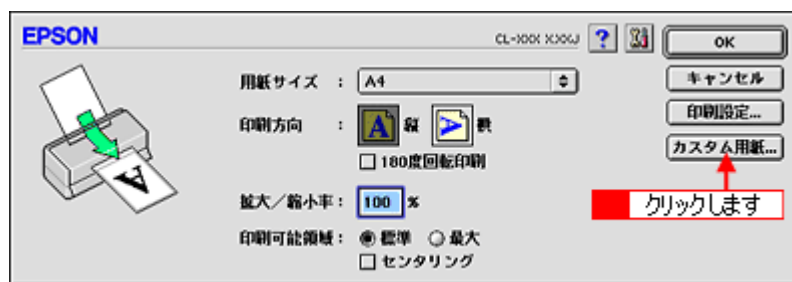 EPSON
CL-XXX X.XXJ
?
OK
用紙サイズ : A4
キャンセル
印刷方向 : A 縦 A 横
印刷設定...
180度回転印刷
カスタム用紙...
拡大/縮小率: 100 %
クリックします
印刷可能領域: 標準 最大
センタリング